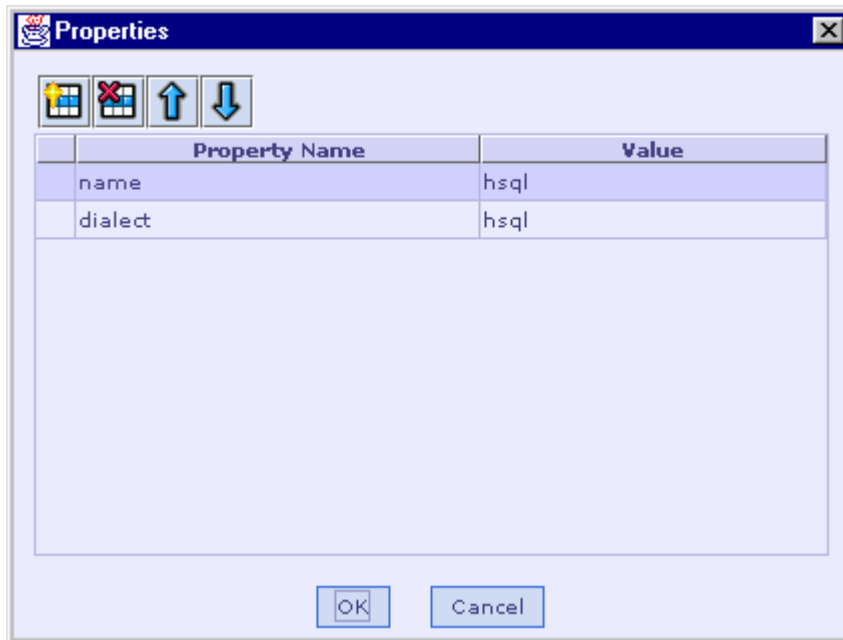 Properties
Property Name Value
name hsql
dialect hsql
OK Cancel